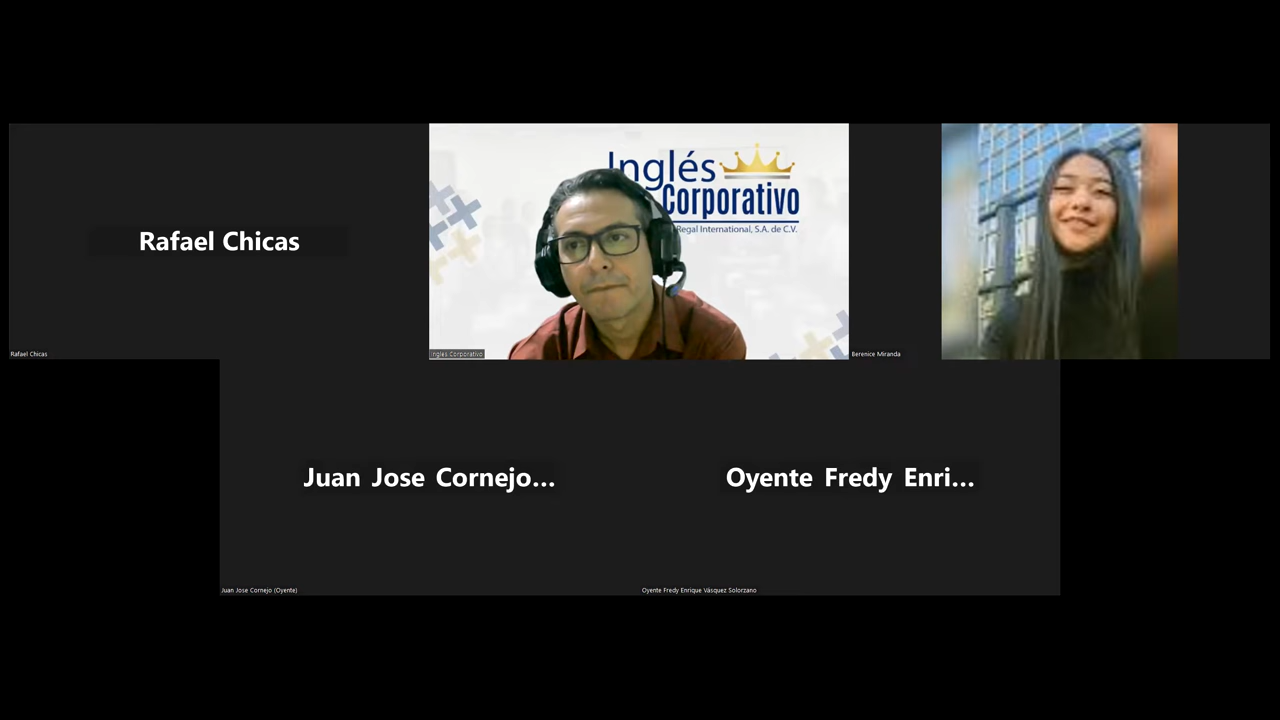 Rafael Chicas
Rafael Chicas
Inglés
Corporativo
Regal International, S.A. de C.V.
Inglés Corporativo
Berenice Miranda
Juan Jose Cornejo...
Juan Jose Cornejo (Oyente)
Oyente Fredy Enri...
Oyente Fredy Enrique Vásquez Solorzano